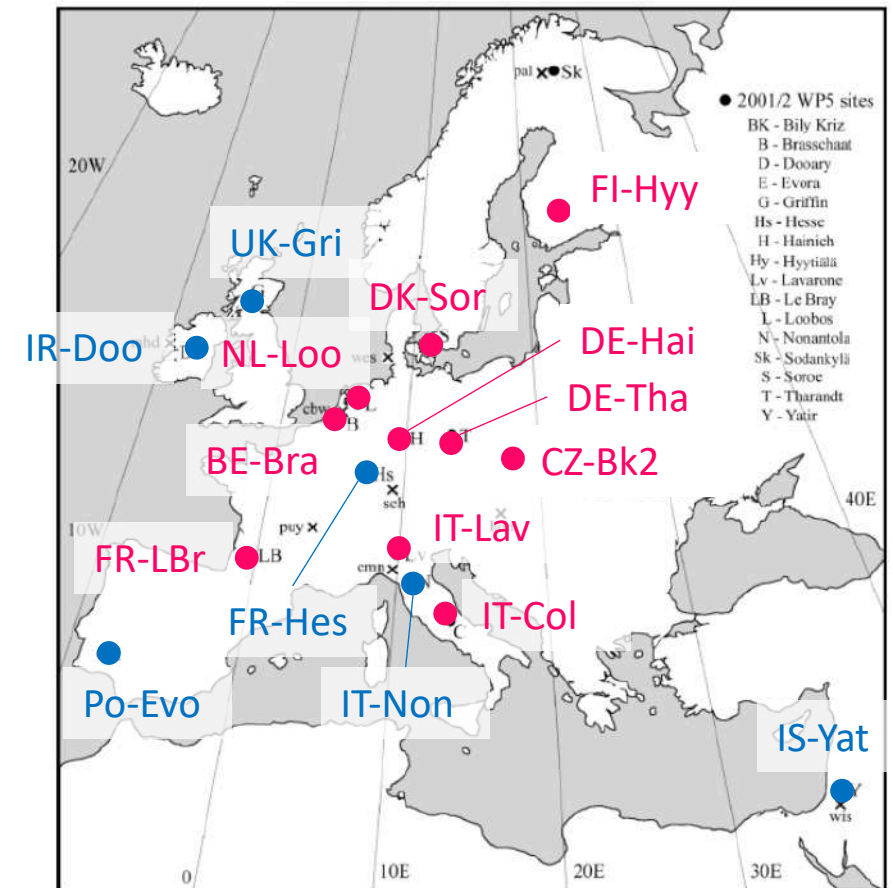 pal
Sk
2001/2 WP5 sites
BK - Bily Kriz
B - Brasschaat
D - Dooary
E - Evora
G - Griffin
Hs - Hesse
H - Hainich
Hy - Hyytiälä
Lv - Lavarone
LB - Le Bray
L - Loobos
N - Nonantola
Sk - Sodankylä
S - Soroe
T - Tharandt
Y - Yatir
20W
FI-Hyy
UK-Gri
G
DK-Sor
S
IR-Doo
mhd
D
NL-Loo
wes
DE-Hai
DE-Tha
cbw
L
B
H
T
BE-Bra
CZ-Bk2
Hs
sch
40E
10W
puy
IT-Lav
FR-LBr
LB
Lv
cmn
N
FR-Hes
IT-Col
C
Po-Evo
IT-Non
IS-Yat
Y
wis
0
10E
20E
30E